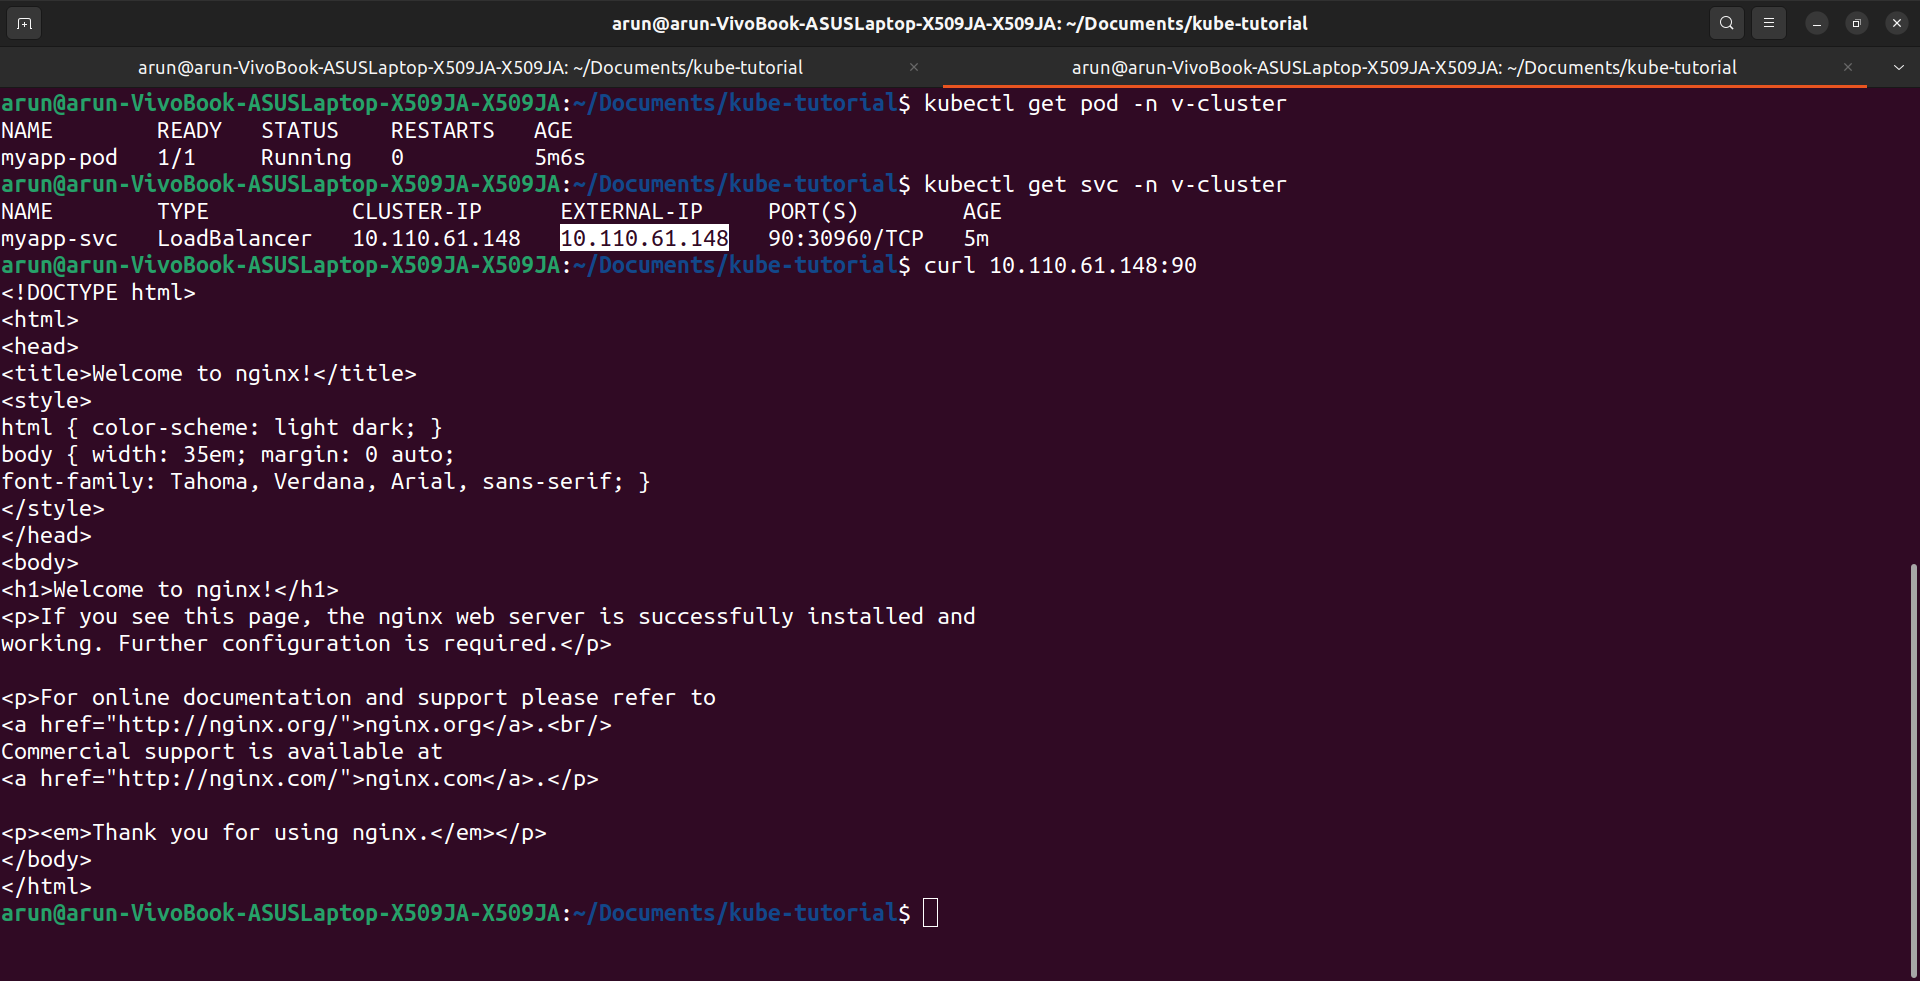 arun@arun-VivoBook-ASUSLaptop-X509JA-X509JA: ~/Documents/kube-tutorial
arun@arun-VivoBook-ASUSLaptop-X509JA-X509JA: ~/Documents/kube-tutorial
arun@arun-VivoBook-ASUSLaptop-X509JA-X509JA: ~/Documents/kube-tutorial
arun@arun-VivoBook-ASUSLaptop-X509JA-X509JA:~/Documents/kube-tutorial$ kubectl get pod -n v-cluster
NAME        READY   STATUS    RESTARTS   AGE
myapp-pod   1/1     Running   0          5m6s
arun@arun-VivoBook-ASUSLaptop-X509JA-X509JA:~/Documents/kube-tutorial$ kubectl get svc -n v-cluster
NAME        TYPE           CLUSTER-IP      EXTERNAL-IP     PORT(S)        AGE
myapp-svc   LoadBalancer   10.110.61.148   10.110.61.148   90:30960/TCP   5m
arun@arun-VivoBook-ASUSLaptop-X509JA-X509JA:~/Documents/kube-tutorial$ curl 10.110.61.148:90
<!DOCTYPE html>
<html>
<head>
<title>Welcome to nginx!</title>
<style>
html { color-scheme: light dark; }
body { width: 35em; margin: 0 auto;
font-family: Tahoma, Verdana, Arial, sans-serif; }
</style>
</head>
<body>
<h1>Welcome to nginx!</h1>
<p>If you see this page, the nginx web server is successfully installed and
working. Further configuration is required.</p>

<p>For online documentation and support please refer to
<a href="http://nginx.org/">nginx.org</a>.<br/>
Commercial support is available at
<a href="http://nginx.com/">nginx.com</a>.</p>

<p><em>Thank you for using nginx.</em></p>
</body>
</html>
arun@arun-VivoBook-ASUSLaptop-X509JA-X509JA:~/Documents/kube-tutorial$